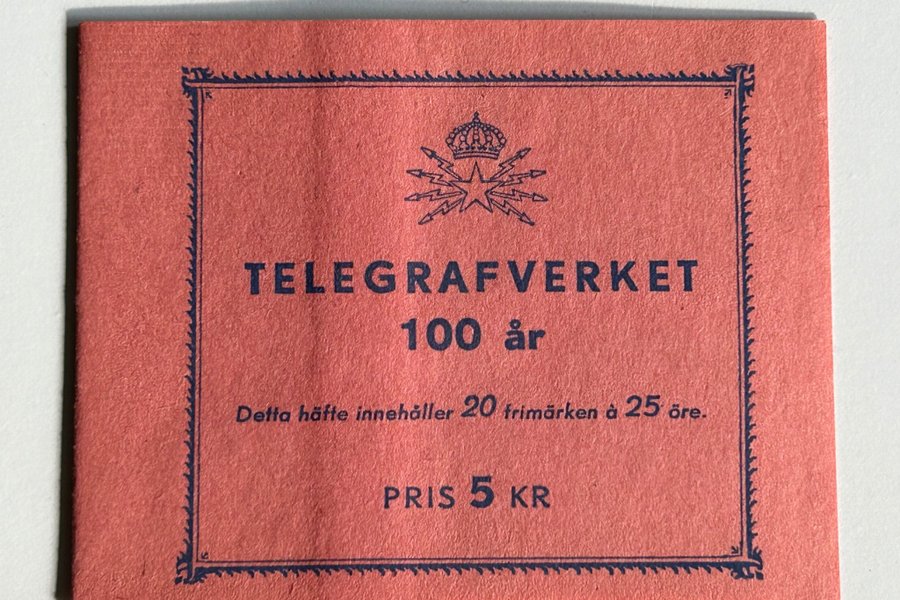 TELEGRAFVERKET
100 år
Detta häfte innehåller 20 frimärken à 25 öre.
PRIS 5 KR